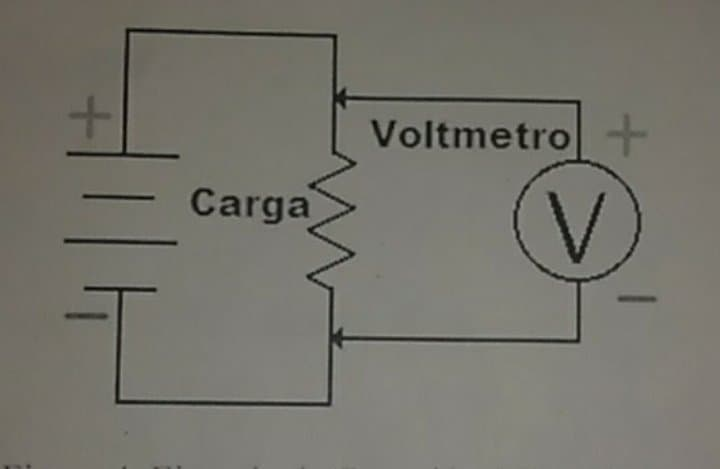 +
Voltmetro +
Carga
V
−
−